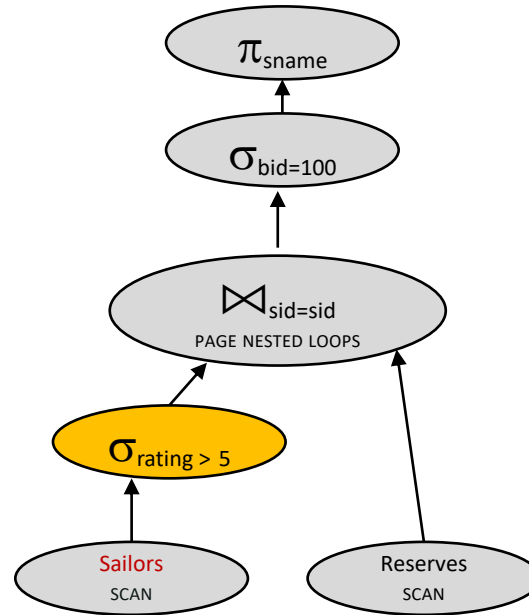 πsname
σbid=100
⋈sid=sid
PAGE NESTED LOOPS
σrating > 5
Sailors
SCAN
Reserves
SCAN